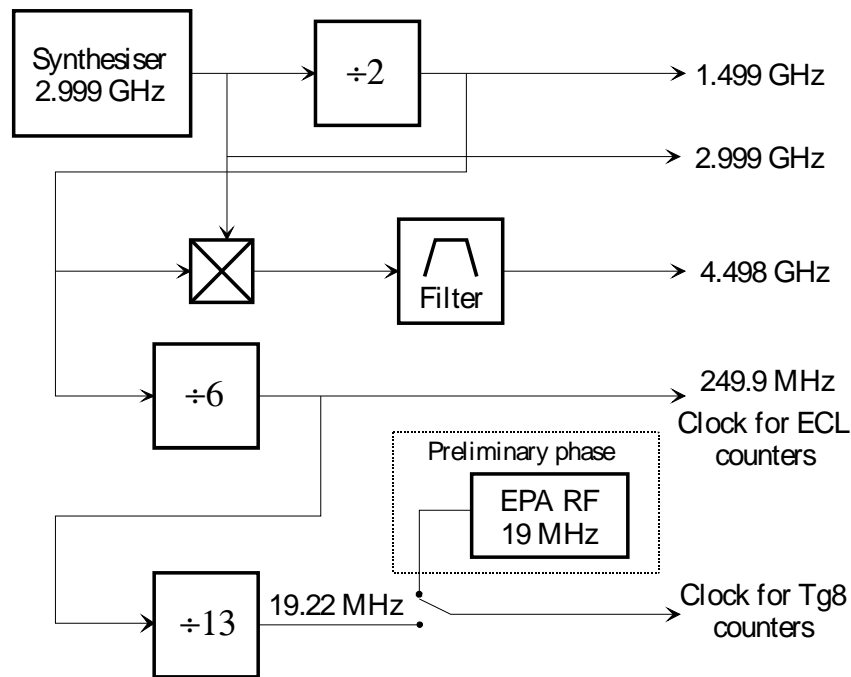 Synthesiser
2.999 GHz
÷2
1.499 GHz
2.999 GHz
Filter
4.498 GHz
÷6
249.9 MHz
Clock for ECL
counters
Preliminary phase
EPA RF
19 MHz
÷13
19.22 MHz
Clock for Tg8
counters